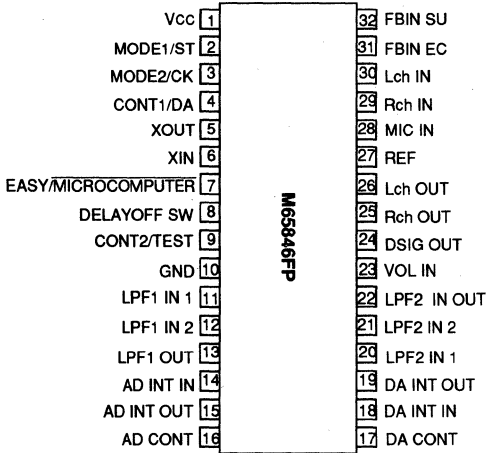 Vcc 1
MODE1/ST 2
MODE2/CK 3
CONT1/DA 4
XOUT 5
XIN 6
EASY/MICROCOMPUTER 7
DELAYOFF SW 8
CONT2/TEST 9
GND 10
LPF1 IN 1 11
LPF1 IN 2 12
LPF1 OUT 13
AD INT IN 14
AD INT OUT 15
AD CONT 16
M65846FP
32 FBIN SU
31 FBIN EC
30 Lch IN
29 Rch IN
28 MIC IN
27 REF
26 Lch OUT
25 Rch OUT
24 DSIG OUT
23 VOL IN
22 LPF2 IN OUT
21 LPF2 IN 2
20 LPF2 IN 1
19 DA INT OUT
18 DA INT IN
17 DA CONT